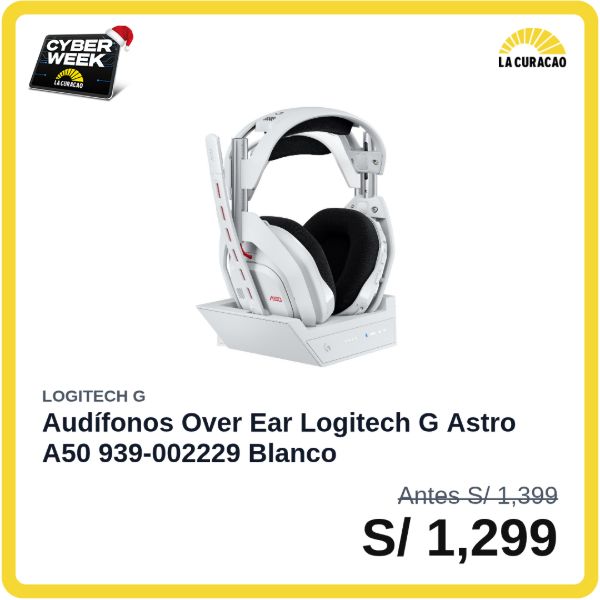 CYBER
WEEK
LA CURACAO
LA CURACAO
A50
LOGITECH G
Audífonos Over Ear Logitech G Astro
A50 939-002229 Blanco
Antes S/ 1,399
S/ 1,299